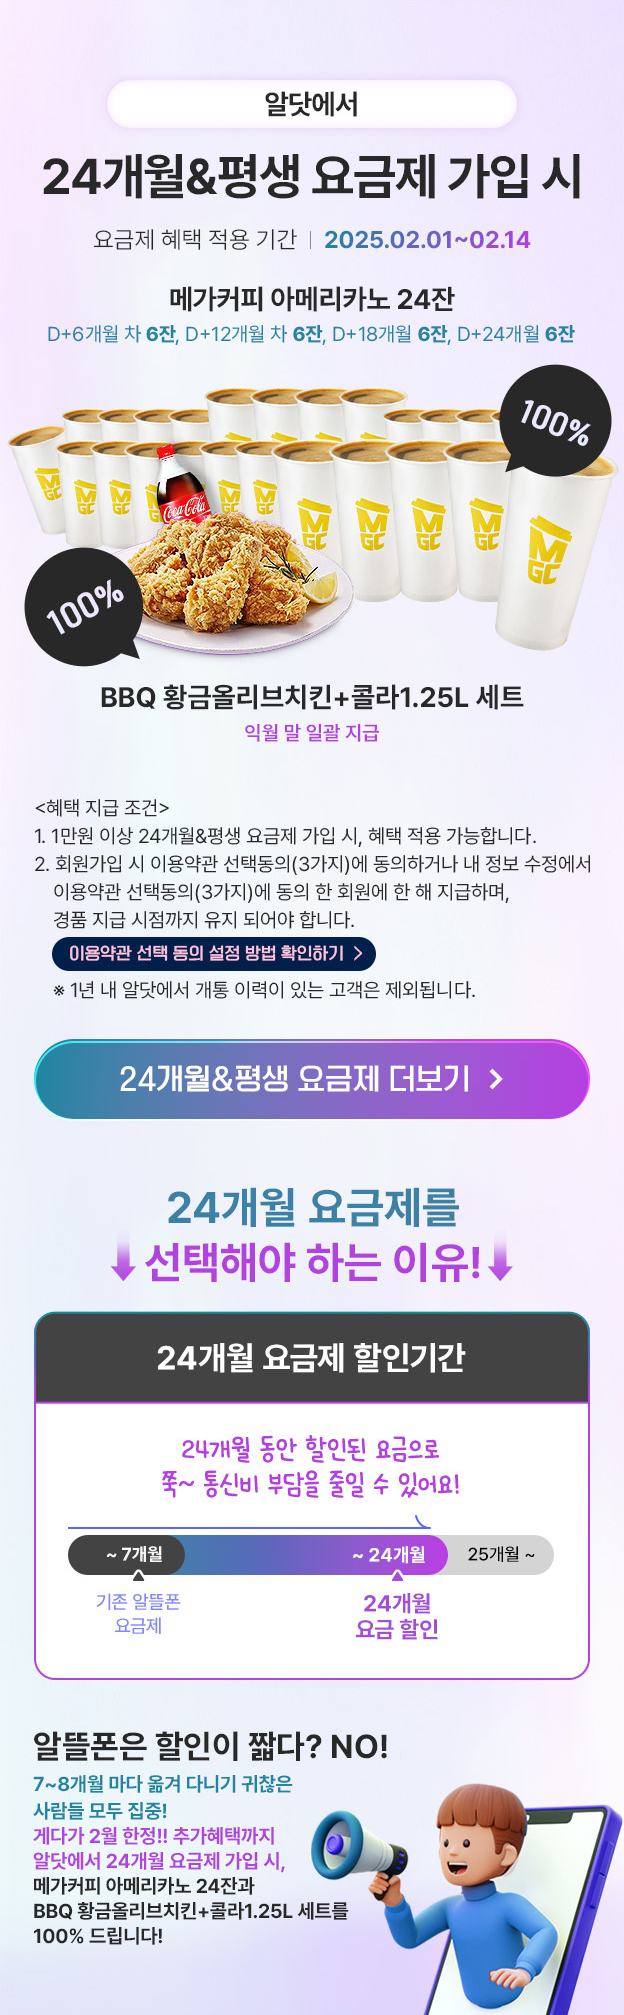 알닷에서
24개월&평생 요금제 가입 시
요금제 혜택 적용 기간 | 2025.02.01~02.14
메가커피 아메리카노 24잔
D+6개월 차 6잔, D+12개월 차 6잔, D+18개월 6잔, D+24개월 6잔
100%
MGC
Coca-Cola
100%
BBQ 황금올리브치킨+콜라1.25L 세트
익월 말 일괄 지급
<혜택 지급 조건>
1. 1만원 이상 24개월&평생 요금제 가입 시, 혜택 적용 가능합니다.
2. 회원가입 시 이용약관 선택동의(3가지)에 동의하거나 내 정보 수정에서
이용약관 선택동의(3가지)에 동의 한 회원에 한 해 지급하며,
경품 지급 시점까지 유지 되어야 합니다.
이용약관 선택 동의 설정 방법 확인하기 >
※ 1년 내 알닷에서 개통 이력이 있는 고객은 제외됩니다.
24개월&평생 요금제 더보기 >
24개월 요금제를
선택해야 하는 이유!
24개월 요금제 할인기간
24개월 동안 할인된 요금으로
쭉~ 통신비 부담을 줄일 수 있어요!
~ 7개월 ~ 24개월 25개월 ~
기존 알뜰폰
요금제
24개월
요금 할인
알뜰폰은 할인이 짧다? NO!
7~8개월 마다 옮겨 다니기 귀찮은
사람들 모두 집중!
게다가 2월 한정!! 추가혜택까지
알닷에서 24개월 요금제 가입 시,
메가커피 아메리카노 24잔과
BBQ 황금올리브치킨+콜라1.25L 세트를
100% 드립니다!